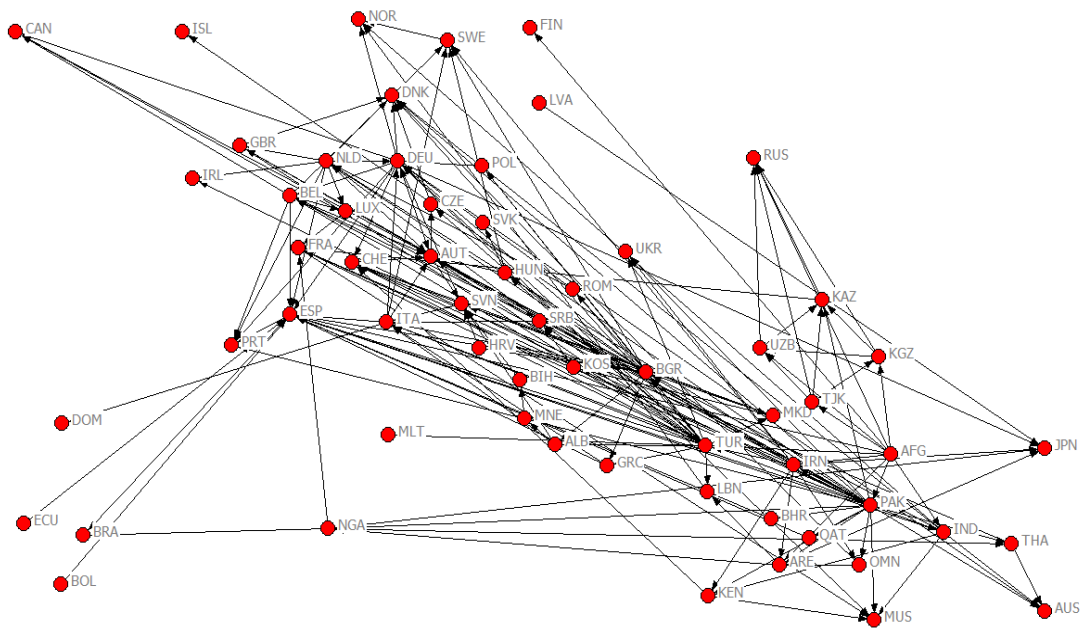 NOR
FIN
CAN
ISL
SWE
DNK
LVA
GBR
NLD
DEU
POL
RUS
IRL
BEL
LUX
CZE
SVK
FRA
CHE
AUT
HUN
UKR
ROM
KAZ
ESP
ITA
SVN
SRB
PRT
HRV
UZB
KGZ
BIH
KOS
BGR
TJK
DOM
MNE
MKD
MLT
ALB
TUR
AFG
JPN
GRC
IRN
LBN
PAK
ECU
BRA
NGA
BHR
QAT
IND
THA
BOL
ARE
OMN
KEN
MUS
AUS